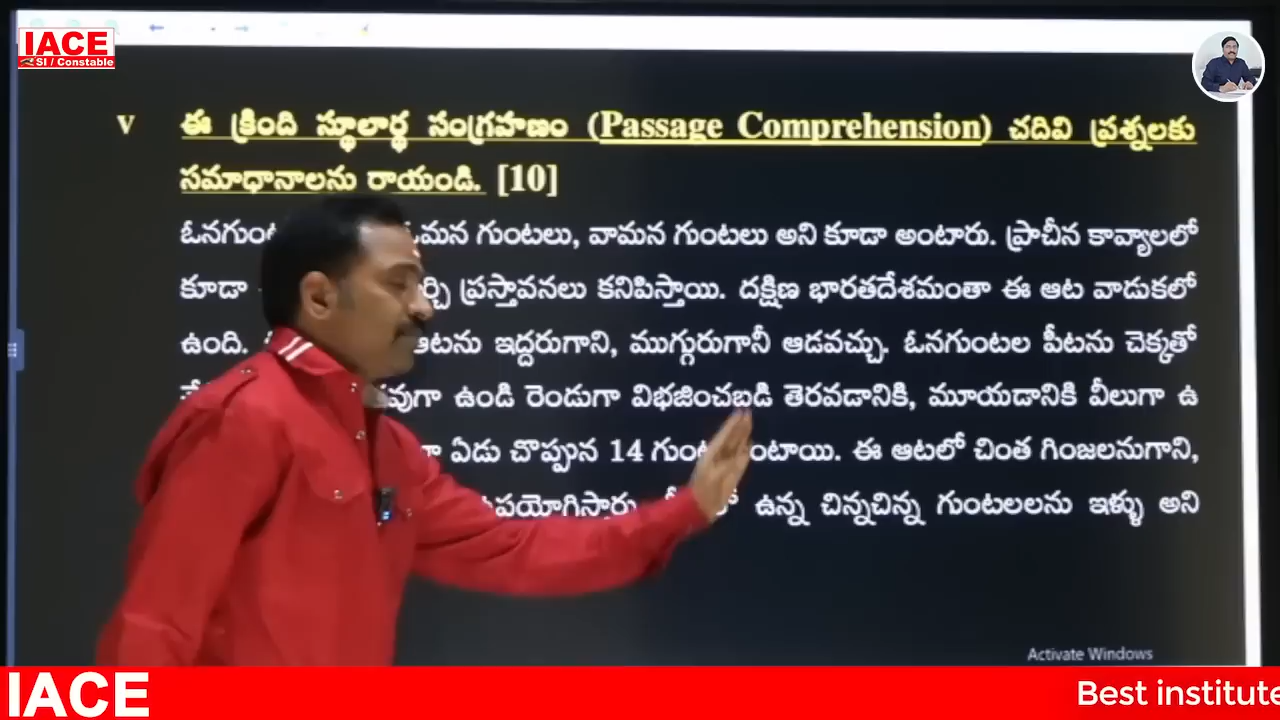 IACE
SI / Constable
v ఈ క్రింది స్థూలార్థ సంగ్రహణం (Passage Comprehension) చదివి ప్రశ్నలకు
సమాధానాలను రాయండి. [10]
గుంటలు, వామన గుంటలు అని కూడా అంటారు. ప్రాచీన కావ్యాలలో
కూడా ప్రస్తావనలు కనిపిస్తాయి. దక్షిణ భారతదేశమంతా ఈ ఆట వాడుకలో
ఉంది. ఆటను ఇద్దరుగాని, ముగ్గురుగానీ ఆడవచ్చు. ఓనగుంటల పీటను చెక్కతో
ఉండి రెండుగా విభజించబడి తెరవడానికి, మూయడానికి వీలుగా ఉ
ఏడు చొప్పున 14 ఈ ఆటలో చింత గింజలనుగాని,
ఉన్న చిన్నచిన్న గుంటలలను ఇళ్ళు అని
Activate Windows
IACE
Best institute